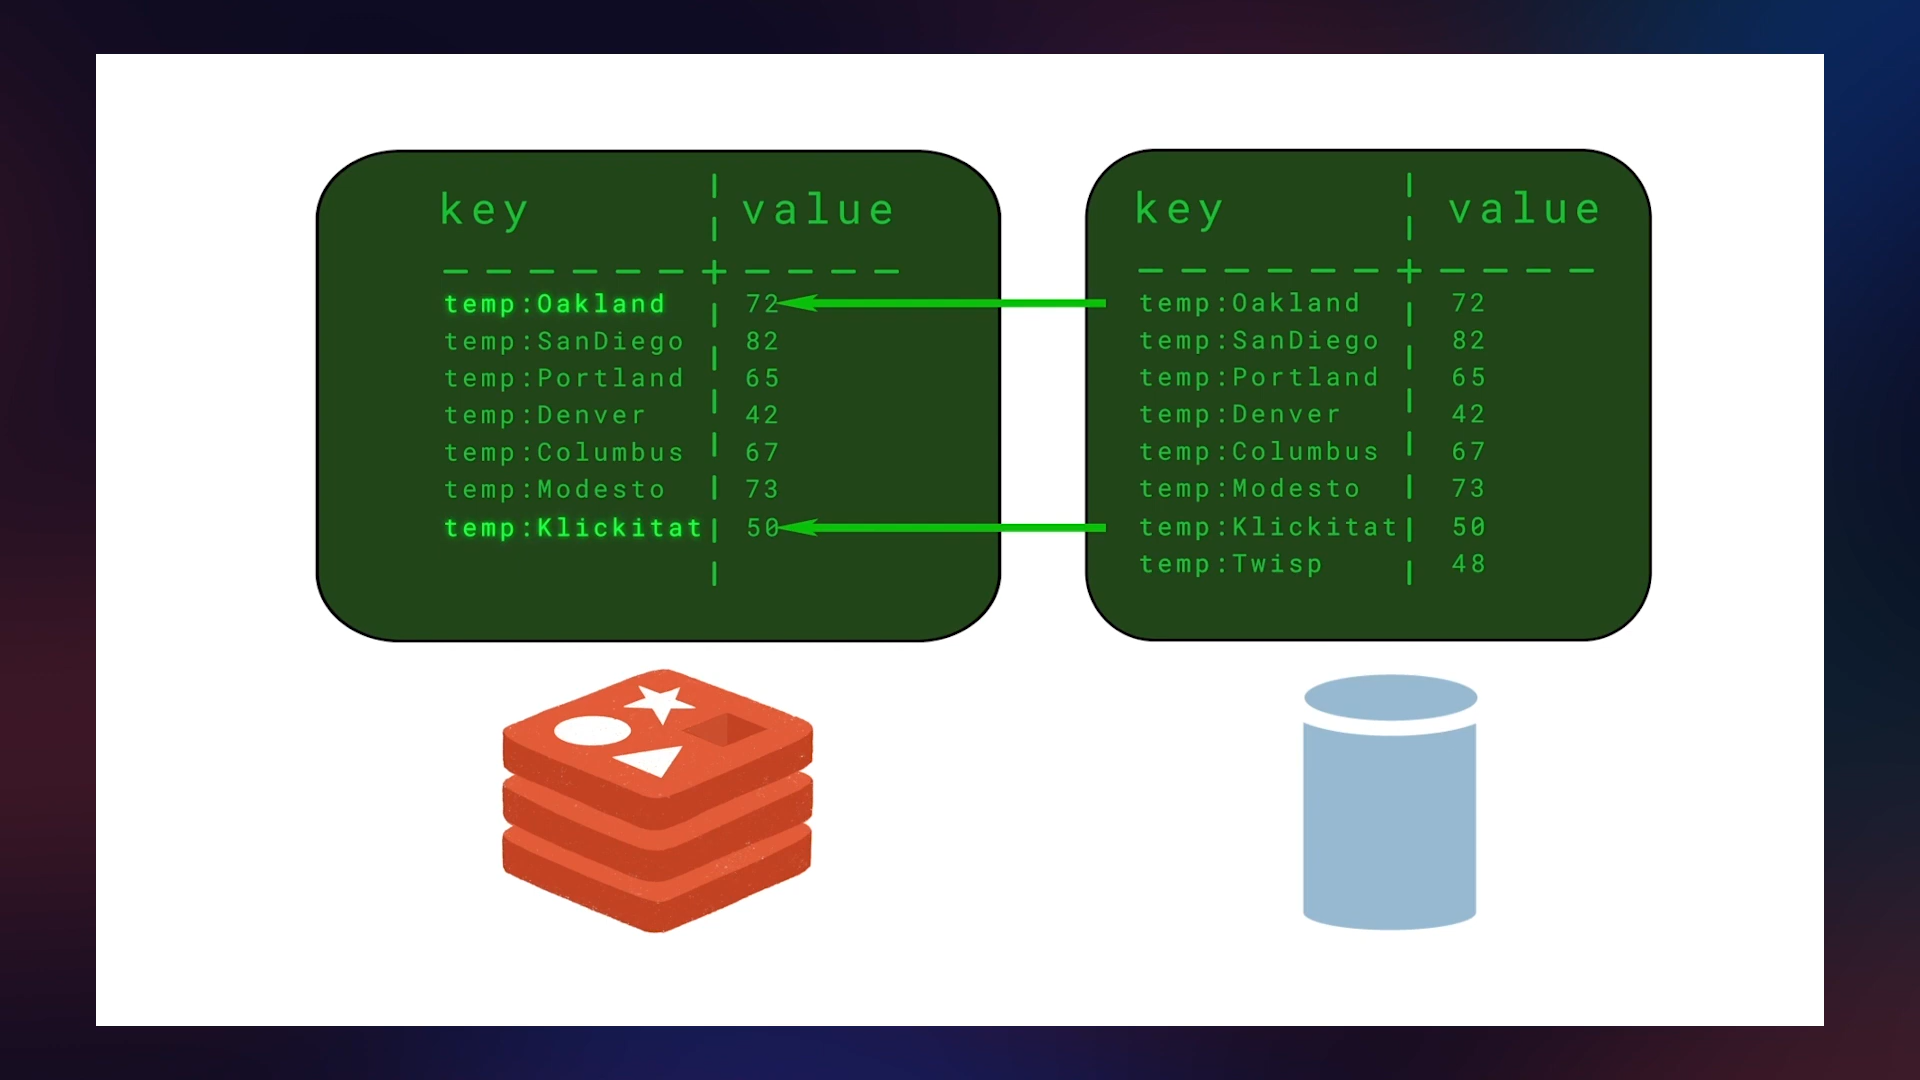 key value
temp:Oakland 72
temp:SanDiego 82
temp:Portland 65
temp:Denver 42
temp:Columbus 67
temp:Modesto 73
temp:Klickitat 50
key value
temp:Oakland 72
temp:SanDiego 82
temp:Portland 65
temp:Denver 42
temp:Columbus 67
temp:Modesto 73
temp:Klickitat 50
temp:Twisp 48